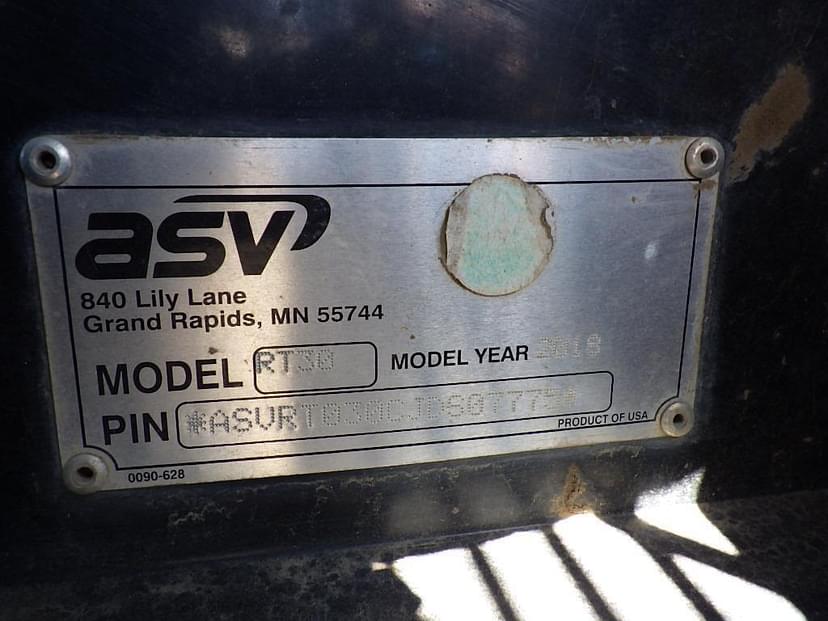 asv
840 Lily Lane
Grand Rapids, MN 55744
MODEL RT30 MODEL YEAR 2018
PIN
PRODUCT OF USA
0090-628